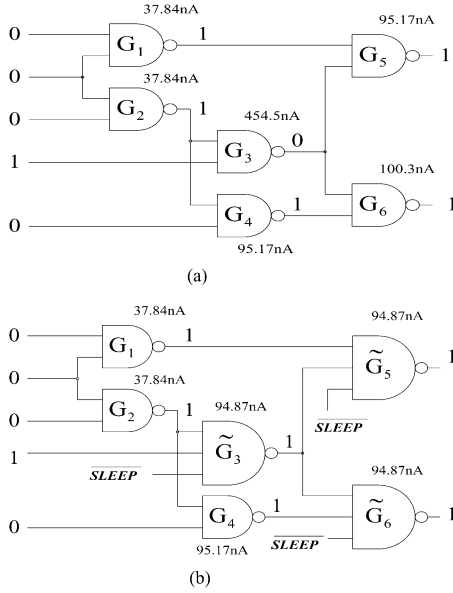 37.84nA
95.17nA
0
G1
1
G5
1
0
37.84nA
0
G2
1
454.5nA
1
G3
0
100.3nA
0
G4
1
G6
1
95.17nA
(a)
37.84nA
94.87nA
0
G1
1
G̃5
1
0
37.84nA
0
G2
1
94.87nA
SLEEP
1
G̃3
1
SLEEP
94.87nA
0
G4
1
G̃6
1
95.17nA
SLEEP
(b)